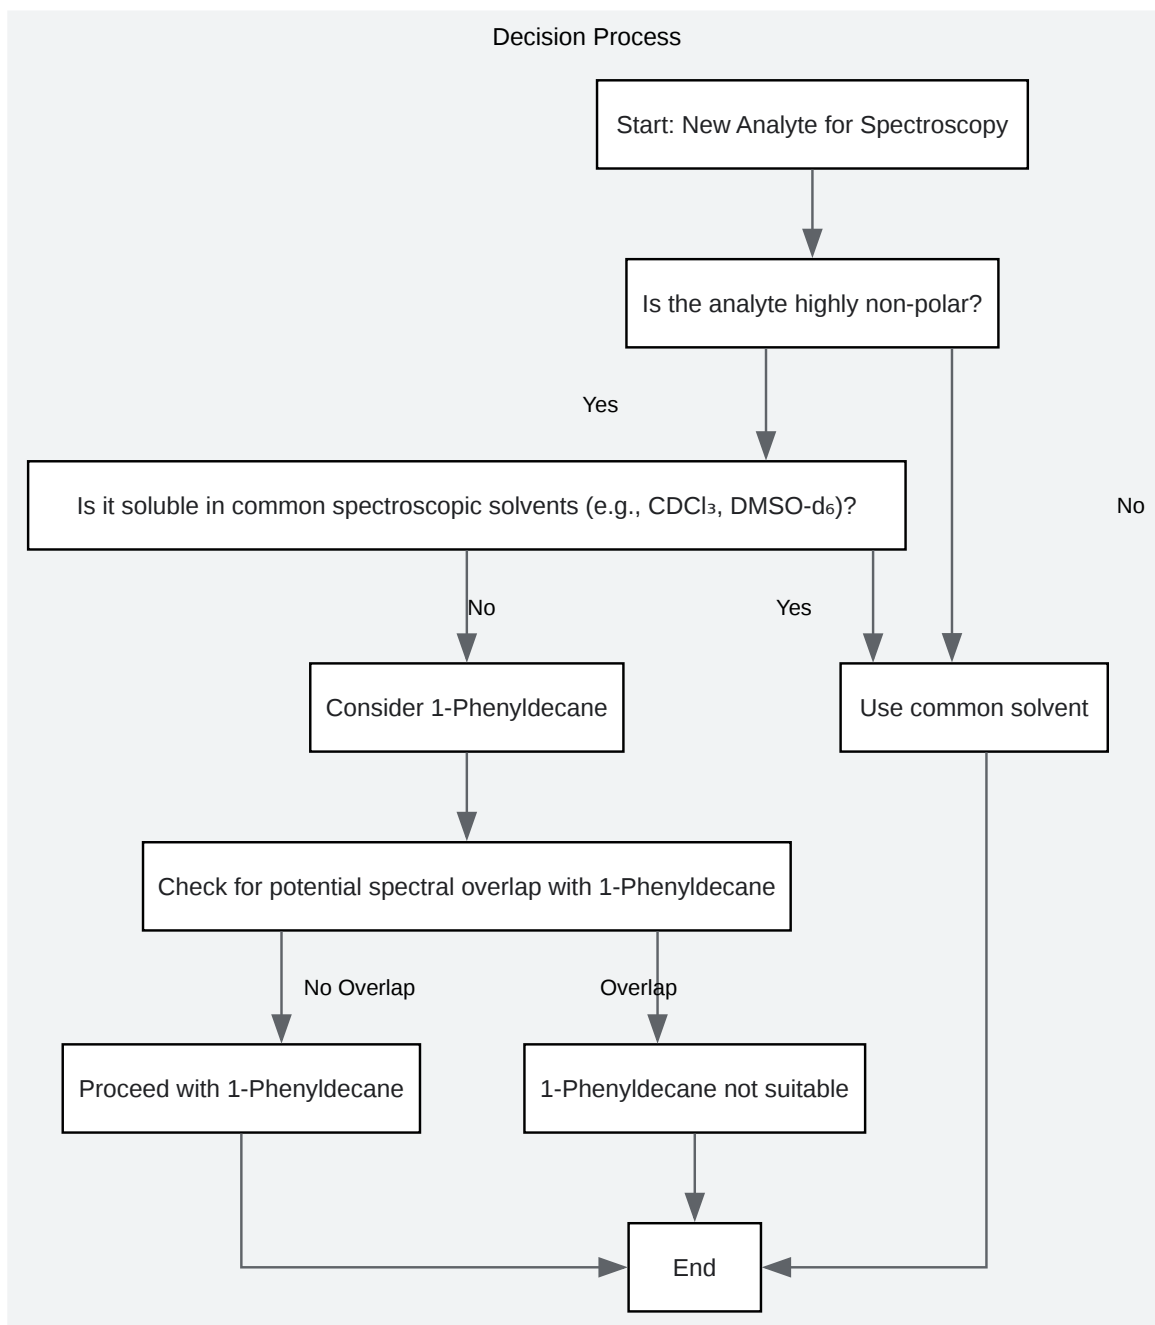 Decision Process
Start: New Analyte for Spectroscopy
Is the analyte highly non-polar?
Yes
Is it soluble in common spectroscopic solvents (e.g., CDCl₃, DMSO-d₆)?
No
No
Yes
Consider 1-Phenyldecane
Use common solvent
Check for potential spectral overlap with 1-Phenyldecane
No Overlap
Overlap
Proceed with 1-Phenyldecane
1-Phenyldecane not suitable
End